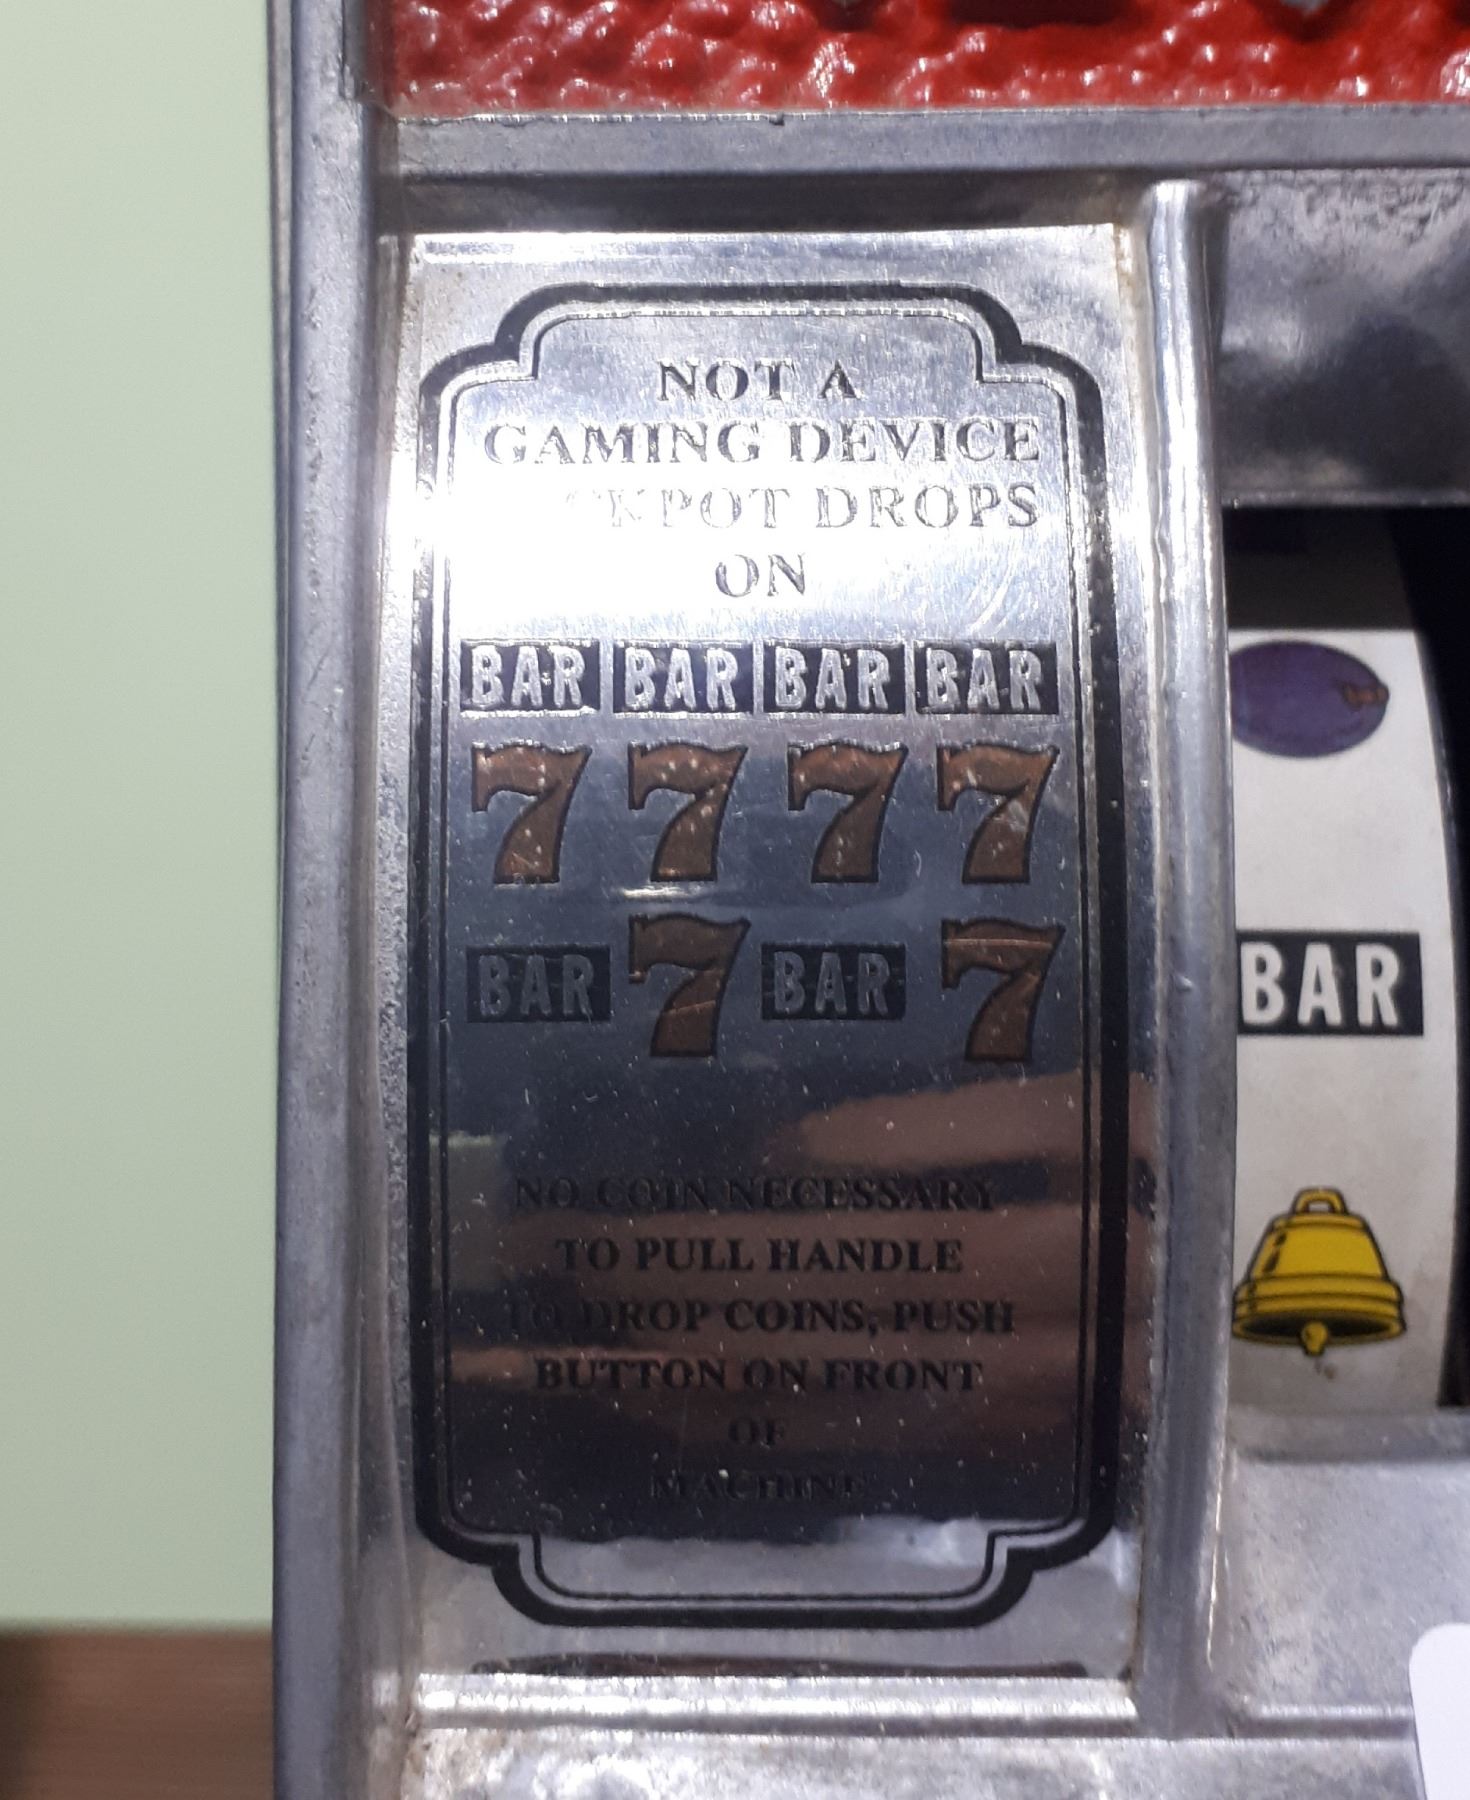 NOT A
GAMING DEVICE
JACKPOT DROPS
ON
BAR BAR BAR BAR
7 7 7 7
BAR 7 BAR 7
NO COIN NECESSARY
TO PULL HANDLE
TO DROP COINS, PUSH
BUTTON ON FRONT
OF
MACHINE
BAR